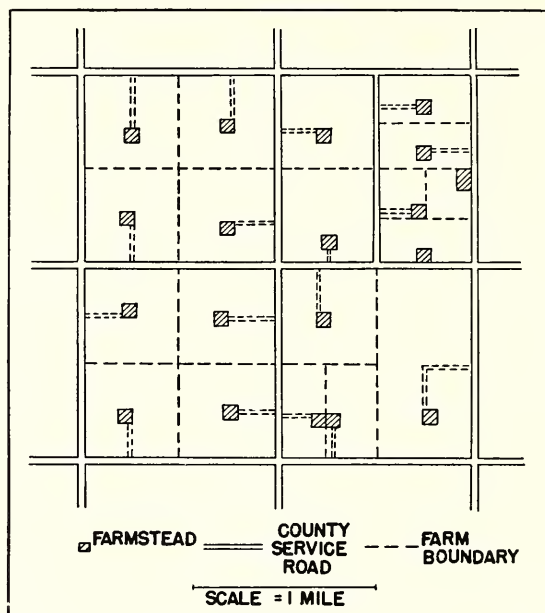 FARMSTEAD
COUNTY
SERVICE
ROAD
FARM
BOUNDARY
SCALE = 1 MILE